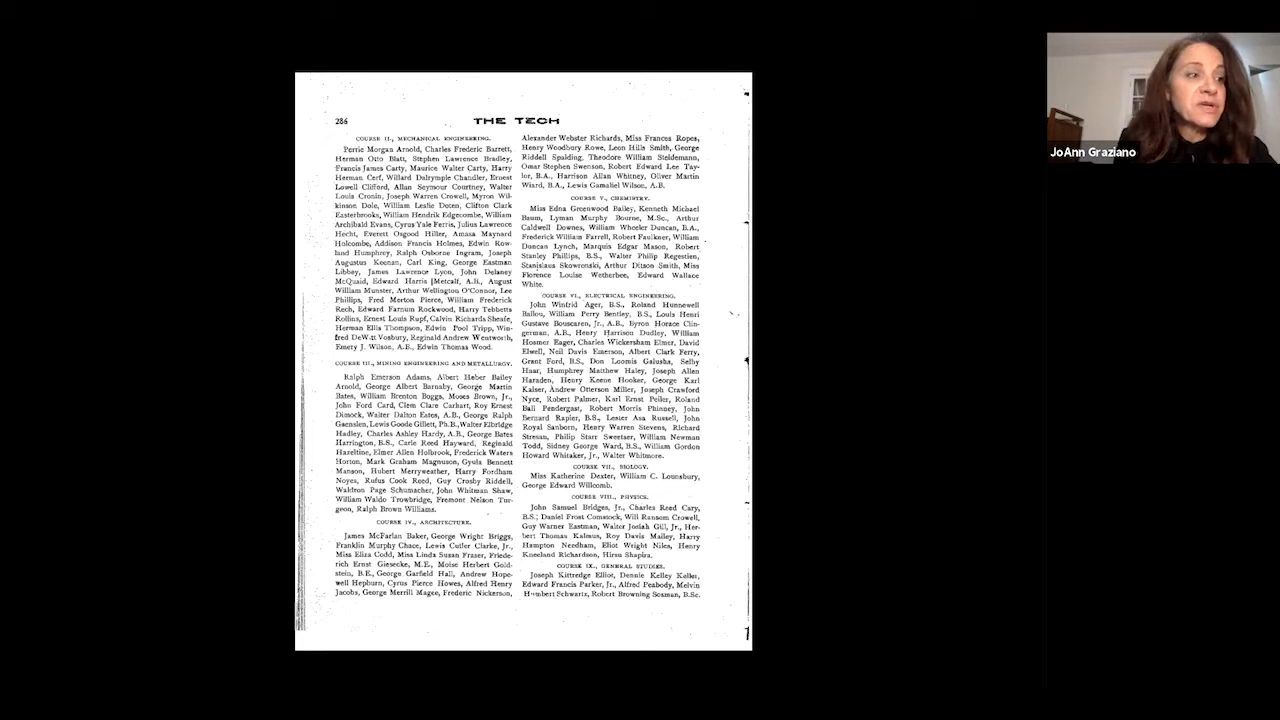 286
THE TECH
COURSE II., MECHANICAL ENGINEERING.
Perrie Morgan Arnold, Charles Frederic Barrett,
Herman Otto Blatt, Stephen Lawrence Bradley,
Francis James Carty, Maurice Walter Carty, Harry
Herman Cerf, Willard Dalrymple Chandler, Ernest
Lowell Clifford, Allan Seymour Courtney, Walter
Louis Cronin, Joseph Warren Crowell, Myron Wil-
kinson Dole, William Leslie Doten, Clifton Clark
Easterbrooks, William Hendrik Edgecombe, William
Archibald Evans, Cyrus Yale Ferris, Julius Lawrence
Hecht, Everett Osgood Hiller, Amasa Maynard
Holcombe, Addison Francis Holmes, Edwin Row-
land Humphrey, Ralph Osborne Ingram, Joseph
Augustus Keenan, Carl King, George Eastman
Libbey, James Lawrence Lyon, John Delaney
McQuaid, Edward Harris Metcalf, A.B., August
William Munster, Arthur Wellington O'Connor, Lee
Phillips, Fred Merton Pierce, William Frederick
Rech, Edward Farnum Rockwood, Harry Tebbetts
Rollins, Ernest Louis Rupf, Calvin Richards Sheafe,
Herman Ellis Thompson, Edwin Pool Tripp, Win-
fred DeWitt Vosbury, Reginald Andrew Wentworth,
Emery J. Wilson, A.B., Edwin Thomas Wood.
COURSE III., MINING ENGINEERING AND METALLURGY.
Ralph Emerson Adams, Albert Heber Bailey
Arnold, George Albert Barnaby, George Martin
Bates, William Brenton Boggs, Moses Brown, Jr.,
John Ford Card, Clem Clare Carhart, Roy Ernest
Dimock, Walter Dalton Eates, A.B., George Ralph
Gaenslen, Lewis Goode Gillett, Ph.B., Walter Elbridge
Hadley, Charles Ashley Hardy, A.B., George Bates
Harrington, B.S., Carle Reed Hayward, Reginald
Hazeltine, Elmer Allen Holbrook, Frederick Waters
Horton, Mark Graham Magnuson, Gyula Bennett
Manson, Hubert Merryweather, Harry Fordham
Noyes, Rufus Cook Reed, Guy Crosby Riddell,
Waldron Page Schumacher, John Whitman Shaw,
William Waldo Trowbridge, Fremont Nelson Tur-
geon, Ralph Brown Williams.
COURSE IV., ARCHITECTURE.
James McFarlan Baker, George Wright Briggs,
Franklin Murphy Chace, Lewis Cutler Clarke, Jr.,
Miss Eliza Codd, Miss Linda Susan Fraser, Friede-
rich Ernst Giesecke, M.E., Moise Herbert Gold-
stein, B.E., George Garfield Hall, Andrew Hope-
well Hepburn, Cyrus Pierce Howes, Alfred Henry
Jacobs, George Merrill Magee, Frederic Nickerson,
Alexander Webster Richards, Miss Frances Ropes,
Henry Woodbury Rowe, Leon Hills Smith, George
Riddell Spalding, Theodore William Steidemann,
Omar Stephen Swenson, Robert Edward Lee Tay-
lor, B.A., Harrison Allan Whitney, Oliver Martin
Wiard, B.A., Lewis Gamaliel Wilson, A.B.
COURSE V., CHEMISTRY.
Miss Edna Greenwood Bailey, Kenneth Michael
Baum, Lyman Murphy Bourne, M.Sc., Arthur
Caldwell Downes, William Wheeler Duncan, B.A.,
Frederick William Farrell, Robert Faulkner, William
Duncan Lynch, Marquis Edgar Mason, Robert
Stanley Phillips, B.S., Walter Philip Regestien,
Stanislaus Skowronski, Arthur Ditson Smith, Miss
Florence Louise Wetherbee, Edward Wallace
White.
COURSE VI., ELECTRICAL ENGINEERING.
John Winfrid Ager, B.S., Roland Hunnewell
Ballou, William Perry Bentley, B.S., Louis Henri
Gustave Bouscaren, Jr., A.B., Byron Horace Clin-
german, A.B., Henry Harrison Dudley, William
Hosmer Eager, Charles Wickersham Elmer, David
Elwell, Neil Davis Emerson, Albert Clark Ferry,
Grant Ford, B.S., Don Loomis Galusha, Selby
Haar, Humphrey Matthew Haley, Joseph Allen
Haraden, Henry Keene Hooker, George Karl
Kaiser, Andrew Otterson Miller, Joseph Crawford
Nyce, Robert Palmer, Karl Ernst Peiler, Roland
Ball Pendergast, Robert Morris Phinney, John
Bernard Rapier, B.S., Lester Asa Russell, John
Royal Sanborn, Henry Warren Stevens, Richard
Stresau, Philip Starr Sweetser, William Newman
Todd, Sidney George Ward, B.S., William Gordon
Howard Whitaker, Jr., Walter Whitmore.
COURSE VII., BIOLOGY.
Miss Katherine Dexter, William C. Lounsbury,
George Edward Willcomb.
COURSE VIII., PHYSICS.
John Samuel Bridges, Jr., Charles Reed Cary,
B.S.; Daniel Frost Comstock, Will Ransom Crowell,
Guy Warner Eastman, Walter Josiah Gill, Jr., Her-
bert Thomas Kalmus, Roy Davis Mailey, Harry
Hampton Needham, Eliot Wright Niles, Henry
Kneeland Richardson, Hirsu Shapira.
COURSE IX., GENERAL STUDIES.
Joseph Kittredge Elliot, Dennie Kelley Keller,
Edward Francis Parker, Jr., Alfred Peabody, Melvin
Humbert Schwartz, Robert Browning Sosman, B.Sc.
JoAnn Graziano